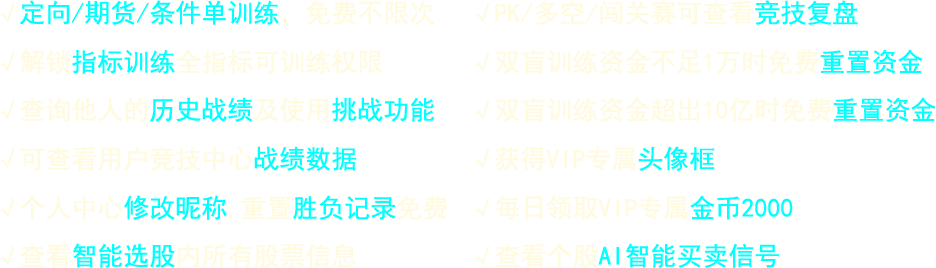 √定向/期货/条件单训练，免费不限次
√解锁指标训练全指标可训练权限
√查询他人的历史战绩及使用挑战功能
√可查看用户竞技中心战绩数据
√个人中心修改昵称、重置胜负记录免费
√查看智能选股内所有股票信息
√PK/多空/闯关赛可查看竞技复盘
√双盲训练资金不足1万时免费重置资金
√双盲训练资金超出10亿时免费重置资金
√获得VIP专属头像框
√每日领取VIP专属金币2000
√查看个股AI智能买卖信号